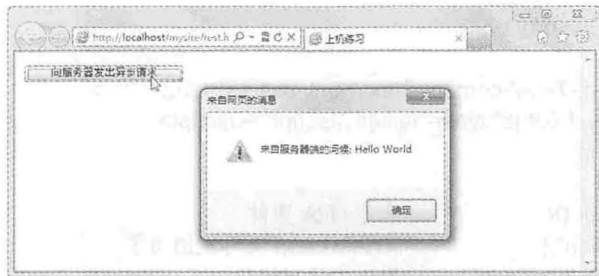 http://localhost/mysite/test.h
上机练习
向服务器发出异步请求
来自网页的消息
来自服务器端的问候: Hello World
确定